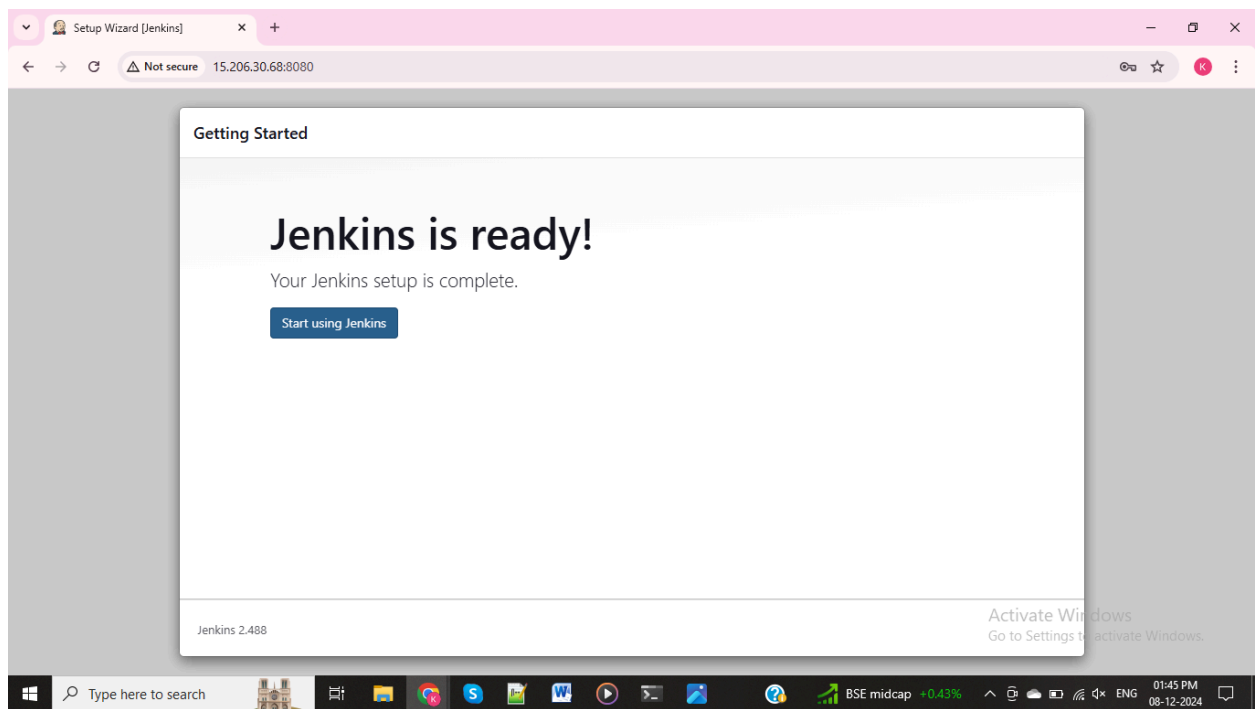 Setup Wizard [Jenkins]
Not secure 15.206.30.68:8080
K
Getting Started
Jenkins is ready!
Your Jenkins setup is complete.
Start using Jenkins
Jenkins 2.488
Activate Windows
Go to Settings to activate Windows.
Type here to search
BSE midcap +0.43%
ENG
01:45 PM
08-12-2024